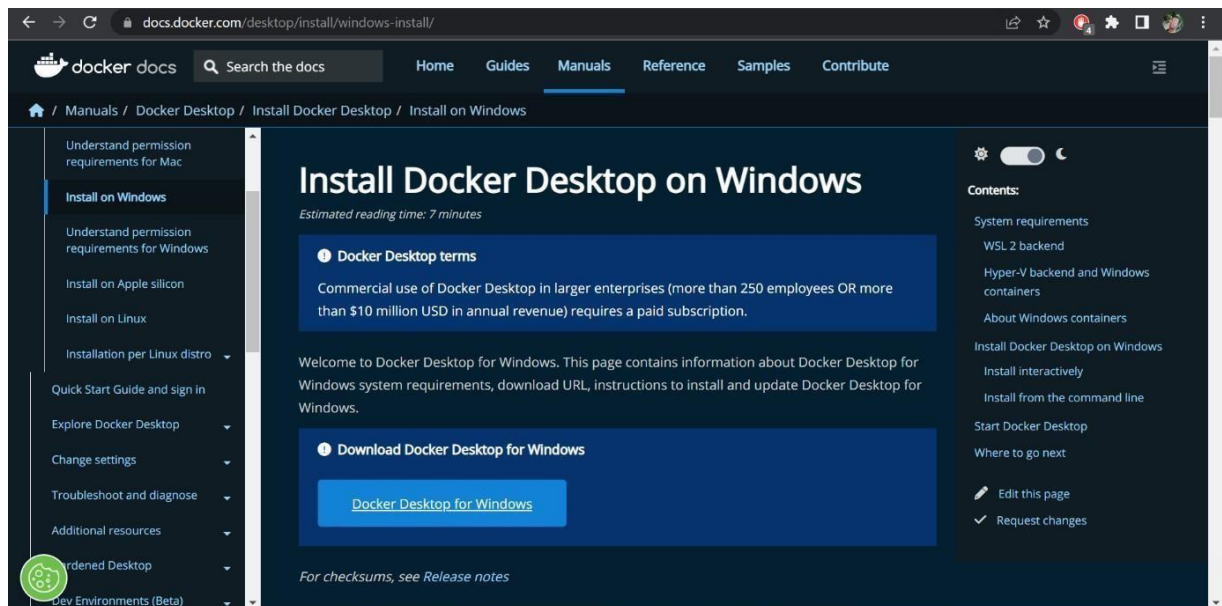 docs.docker.com/desktop/install/windows-install/
4
docker docs
Search the docs
Home
Guides
Manuals
Reference
Samples
Contribute
/ Manuals / Docker Desktop / Install Docker Desktop / Install on Windows
Understand permission
requirements for Mac
Install on Windows
Understand permission
requirements for Windows
Install on Apple silicon
Install on Linux
Installation per Linux distro
Quick Start Guide and sign in
Explore Docker Desktop
Change settings
Troubleshoot and diagnose
Additional resources
rdened Desktop
Dev Environments (Beta)
Install Docker Desktop on Windows
Estimated reading time: 7 minutes
Docker Desktop terms
Commercial use of Docker Desktop in larger enterprises (more than 250 employees OR more
than $10 million USD in annual revenue) requires a paid subscription.
Welcome to Docker Desktop for Windows. This page contains information about Docker Desktop for
Windows system requirements, download URL, instructions to install and update Docker Desktop for
Windows.
Download Docker Desktop for Windows
Docker Desktop for Windows
For checksums, see Release notes
Contents:
System requirements
WSL 2 backend
Hyper-V backend and Windows
containers
About Windows containers
Install Docker Desktop on Windows
Install interactively
Install from the command line
Start Docker Desktop
Where to go next
Edit this page
Request changes